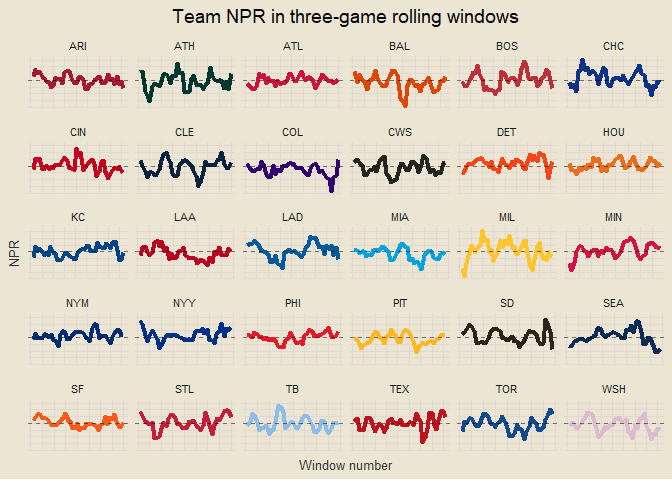 Team NPR in three-game rolling windows
ARI ATH ATL BAL BOS CHC
CIN CLE COL CWS DET HOU
KC LAA LAD MIA MIL MIN
NPR
NYM NYY PHI PIT SD SEA
SF STL TB TEX TOR WSH
Window number